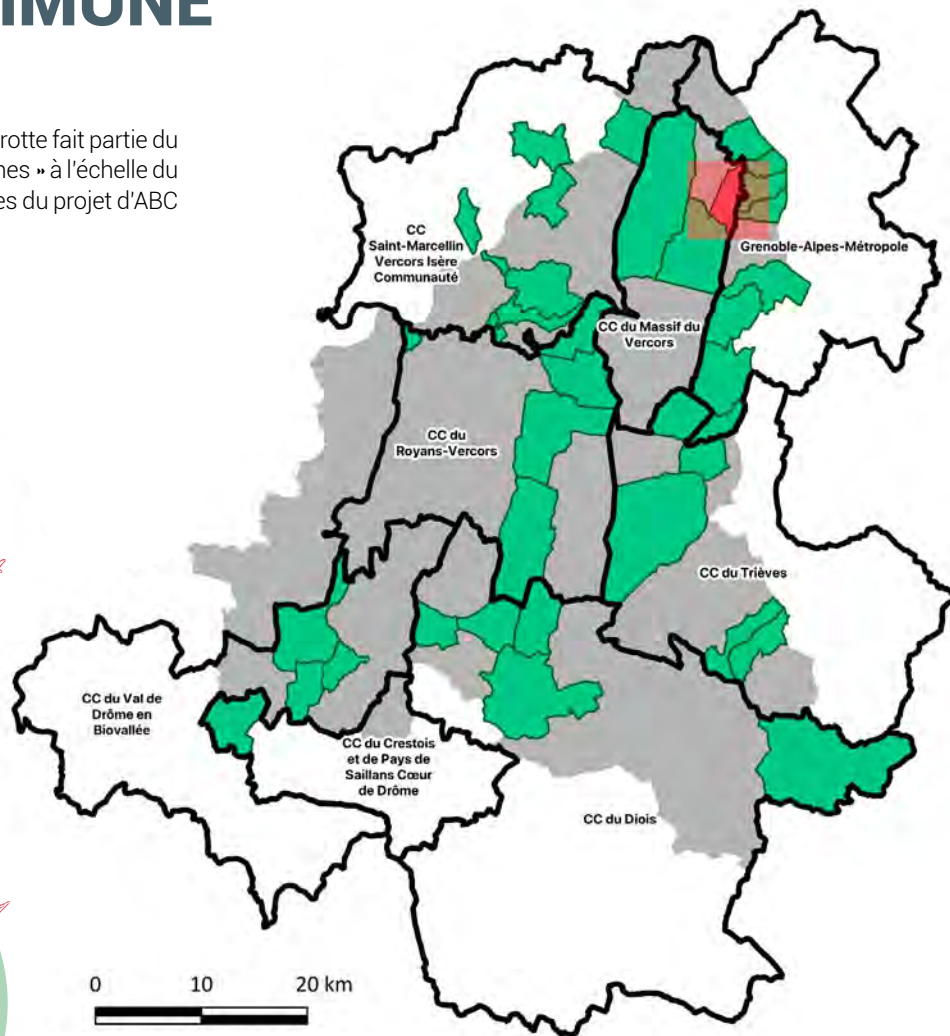 MMUNE
rotte fait partie du
nes » à l'échelle du
es du projet d'ABC
CC
Saint-Marcellin
Vercors Isère
Communauté
Grenoble-Alpes-Métropole
CC du Massif du
Vercors
CC du
Royans-Vercors
CC du Trièves
CC du Val de
Drôme en
Biovallée
CC du Crestois
et de Pays de
Saillans Cœur
de Drôme
CC du Diois
0 10 20 km